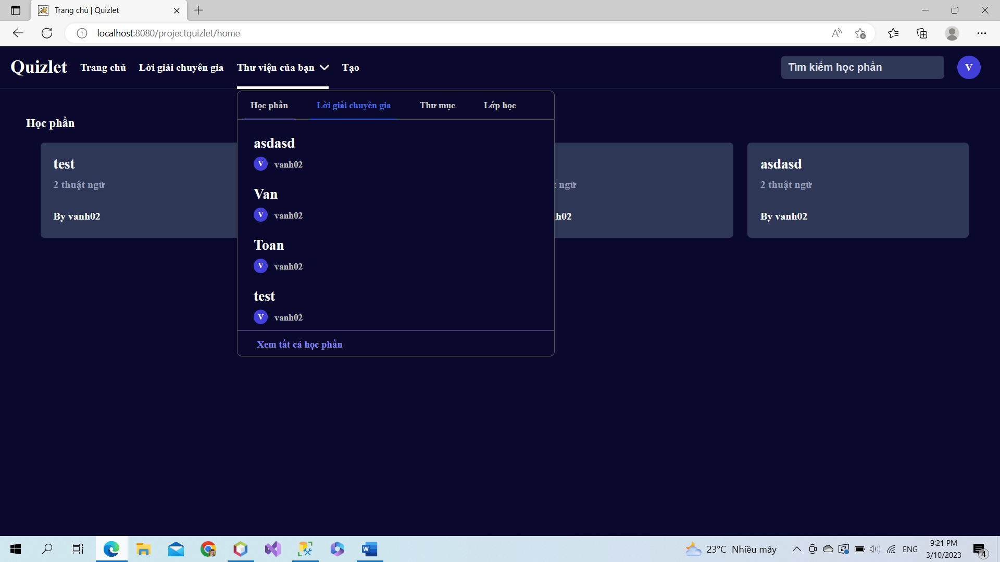 Trang chủ | Quizlet
localhost:8080/projectquizlet/home
Quizlet Trang chủ Lời giải chuyên gia Thư viện của bạn Tạo Tìm kiếm học phần V
Học phần Lời giải chuyên gia Thư mục Lớp học
Học phần
test
2 thuật ngữ
By vanh02
asdasd
V vanh02
Van
V vanh02
Toan
V vanh02
test
V vanh02
Xem tất cả học phần
ngữ
asdasd
2 thuật ngữ
By vanh02
23°C Nhiều mây ENG
9:21 PM
3/10/2023
4